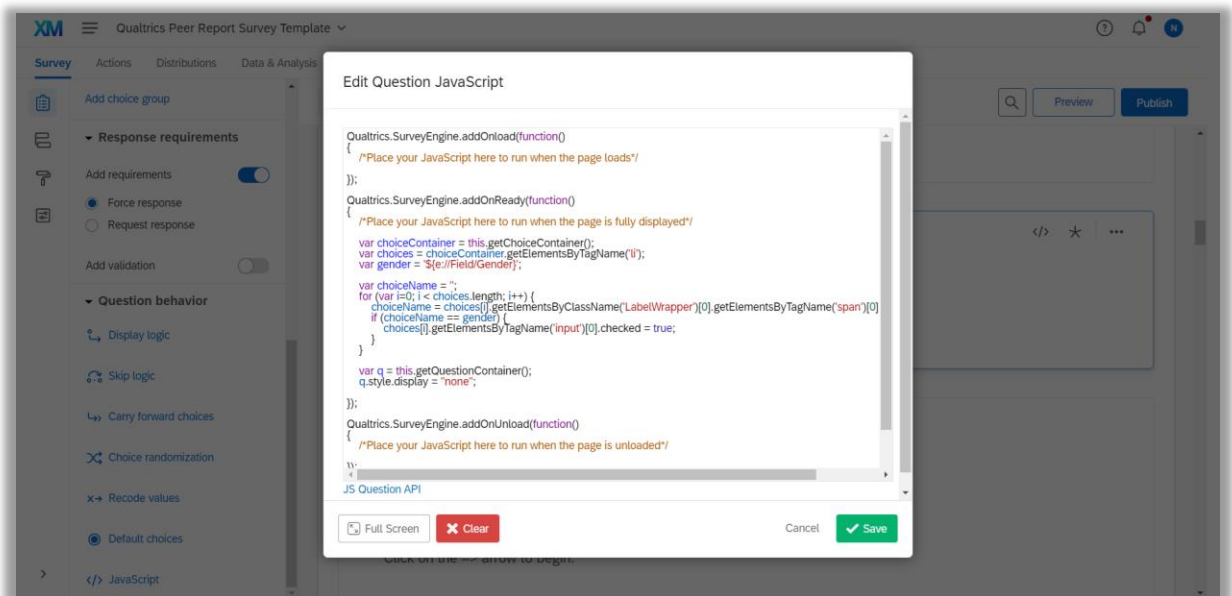 XM
Qualtrics Peer Report Survey Template
N
Survey Actions Distributions Data & Analysis
Preview
Publish
Add choice group
Response requirements
Add requirements
Force response
Request response
Add validation
Question behavior
Display logic
Skip logic
Carry forward choices
Choice randomization
Recode values
Default choices
</> JavaScript
Edit Question JavaScript
Qualtrics.SurveyEngine.addOnload(function()
{
/*Place your JavaScript here to run when the page loads*/
});
Qualtrics.SurveyEngine.addOnReady(function()
{
/*Place your JavaScript here to run when the page is fully displayed*/
var choiceContainer = this.getChoiceContainer();
var choices = choiceContainer.getElementsByTagName('li');
var gender = '${e://Field/Gender}';
var choiceName = '';
for (var i=0; i < choices.length; i++) {
choiceName = choices[i].getElementsByClassName('LabelWrapper')[0].getElementsByTagName('span')[0]
if (choiceName == gender) {
choices[i].getElementsByTagName('input')[0].checked = true;
}
}
var q = this.getQuestionContainer();
q.style.display = "none";
});
Qualtrics.SurveyEngine.addOnUnload(function()
{
/*Place your JavaScript here to run when the page is unloaded*/
JS Question API
Full Screen
Clear
Cancel
Save
Click on the => arrow to begin.